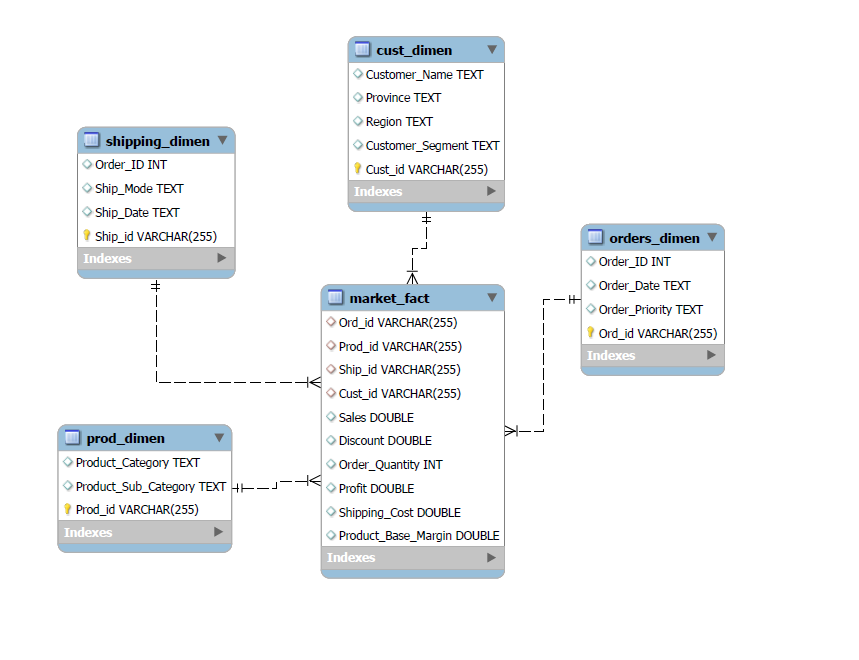 cust_dimen
Customer_Name TEXT
Province TEXT
Region TEXT
Customer_Segment TEXT
Cust_id VARCHAR(255)
Indexes
shipping_dimen
Order_ID INT
Ship_Mode TEXT
Ship_Date TEXT
Ship_id VARCHAR(255)
Indexes
orders_dimen
Order_ID INT
Order_Date TEXT
Order_Priority TEXT
Ord_id VARCHAR(255)
Indexes
market_fact
Ord_id VARCHAR(255)
Prod_id VARCHAR(255)
Ship_id VARCHAR(255)
Cust_id VARCHAR(255)
Sales DOUBLE
Discount DOUBLE
Order_Quantity INT
Profit DOUBLE
Shipping_Cost DOUBLE
Product_Base_Margin DOUBLE
Indexes
prod_dimen
Product_Category TEXT
Product_Sub_Category TEXT
Prod_id VARCHAR(255)
Indexes